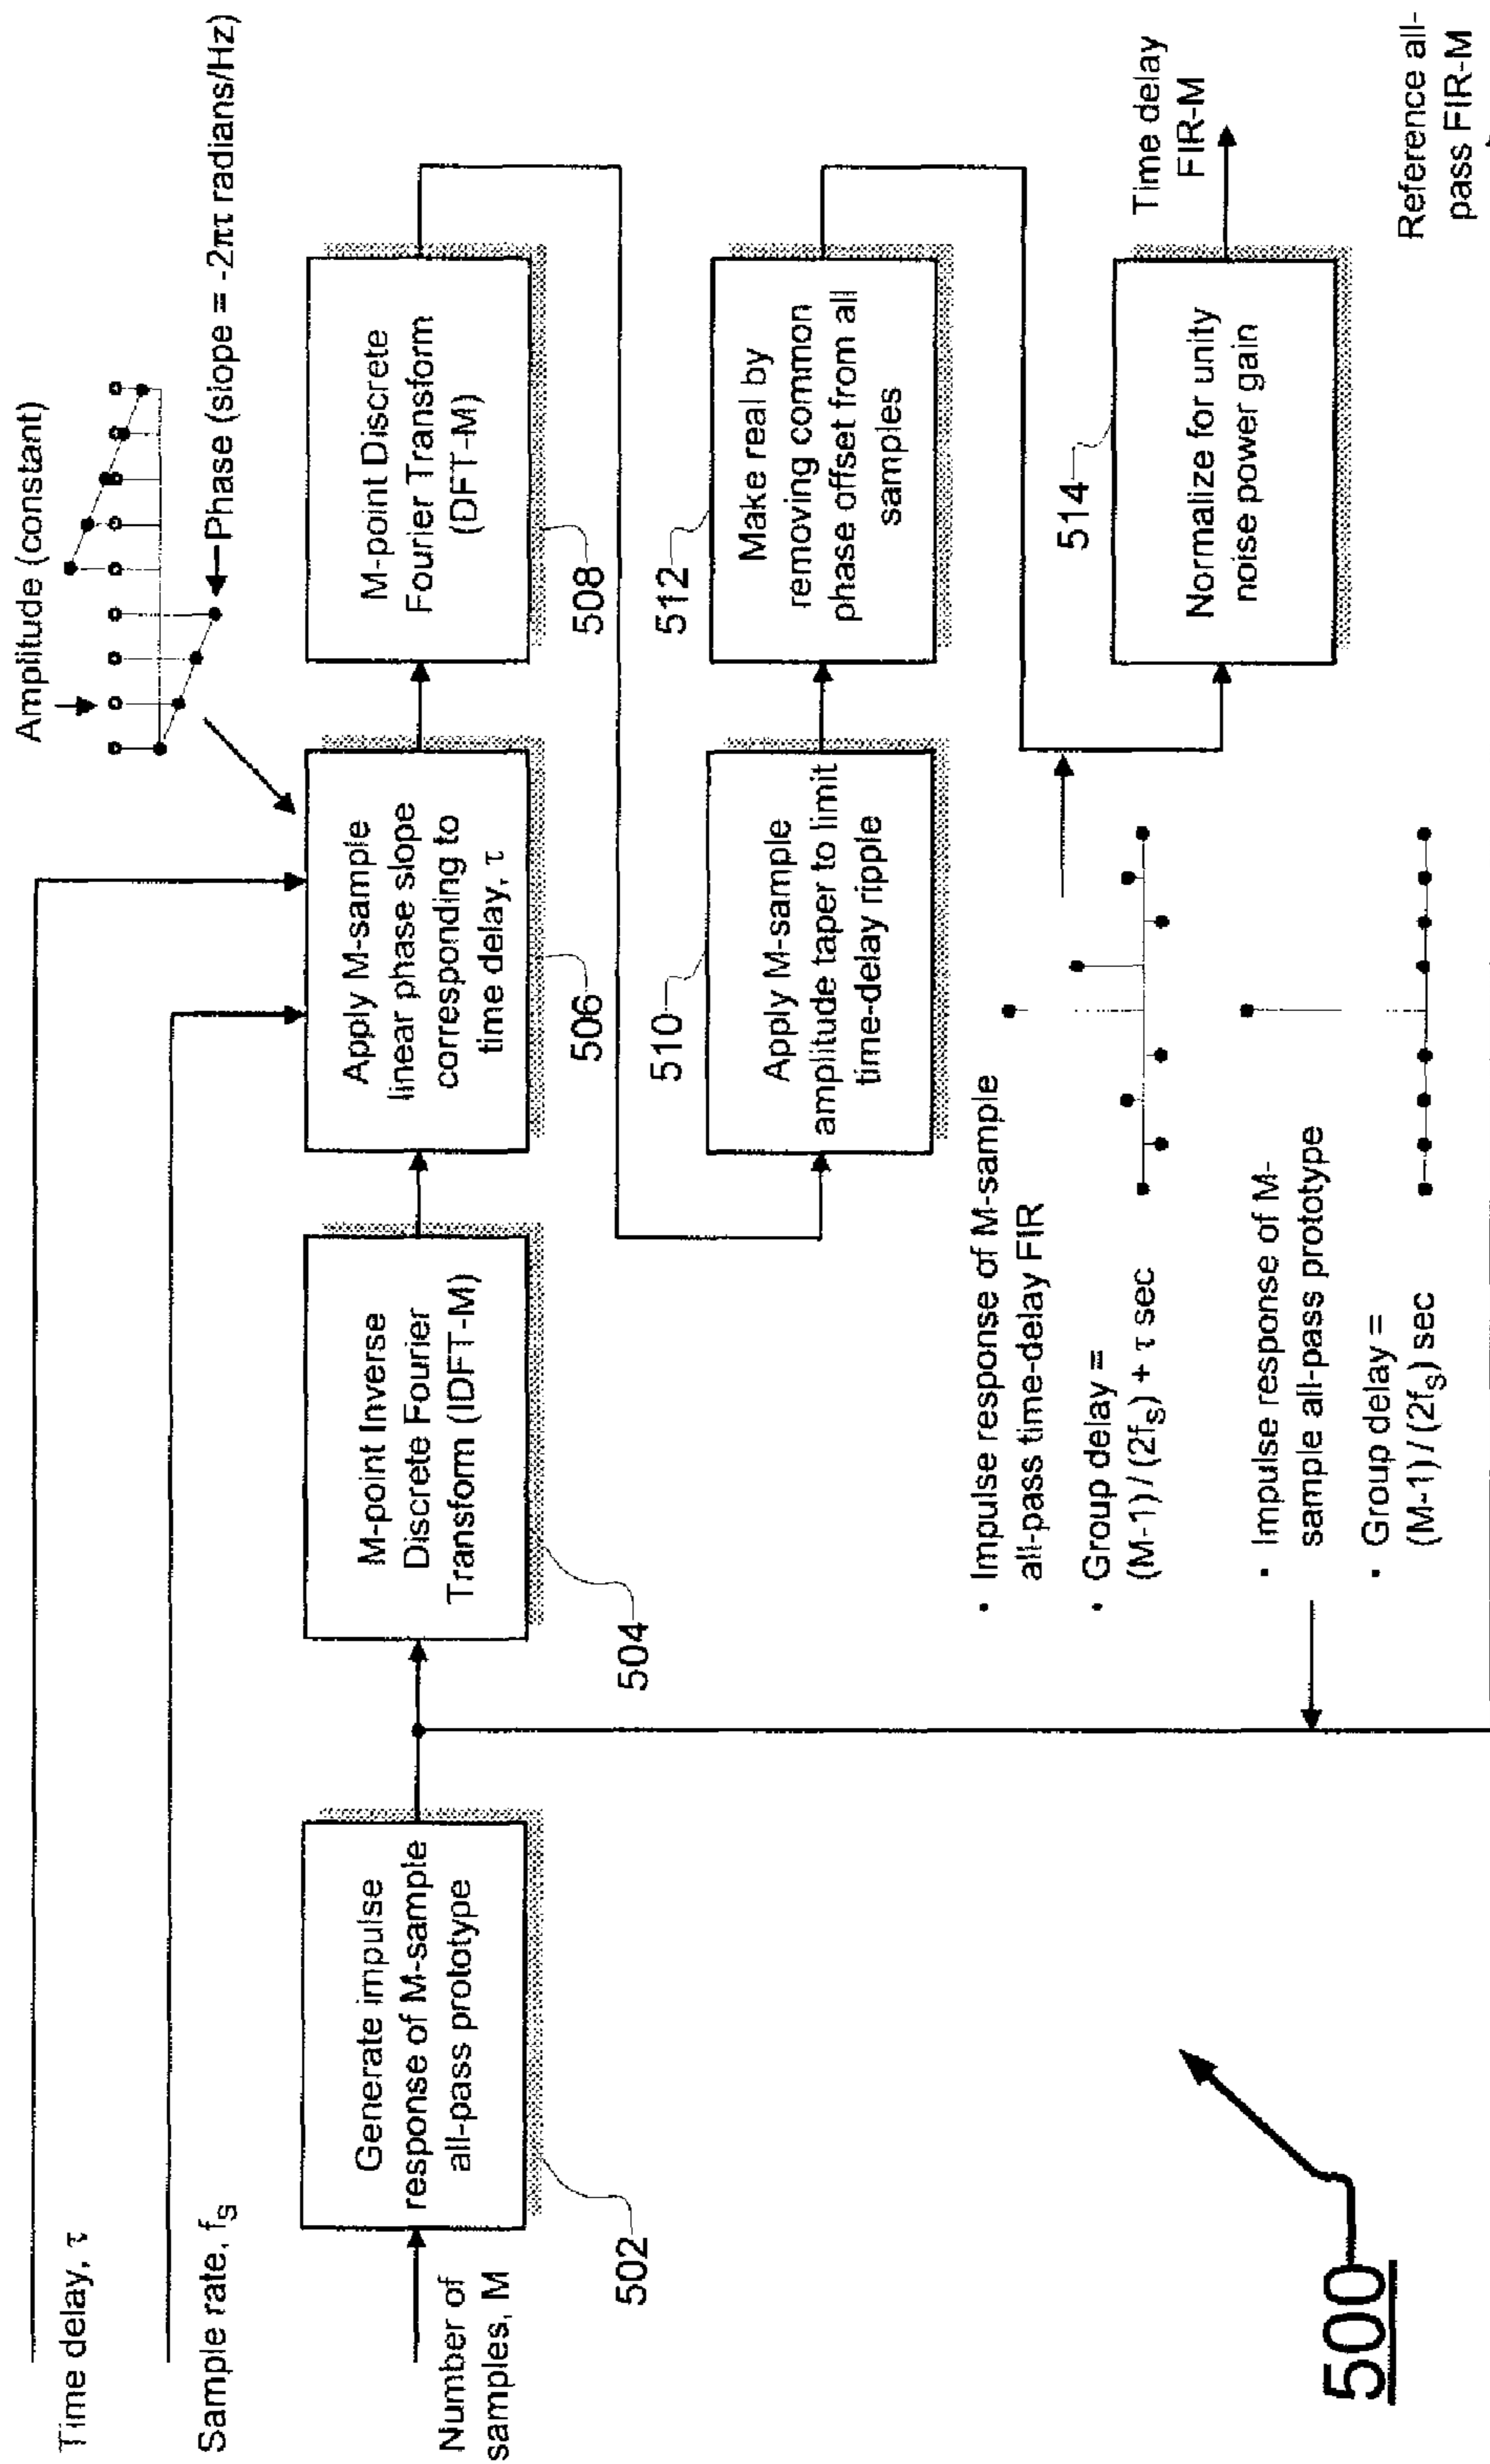 Time delay, τ
Sample rate, fS
Number of
samples, M
Generate impulse
response of M-sample
all-pass prototype
502
M-point Inverse
Discrete Fourier
Transform (IDFT-M)
504
Apply M-sample
linear phase slope
corresponding to
time delay, τ
506
Amplitude (constant)
Phase (slope = -2πτ radians/Hz)
M-point Discrete
Fourier Transform
(DFT-M)
508
510
Apply M-sample
amplitude taper to limit
time-delay ripple
512
Make real by
removing common
phase offset from all
samples
514
Normalize for unity
noise power gain
Time delay
FIR-M
• Impulse response of M-sample
all-pass time-delay FIR
• Group delay =
(M-1) / (2fS) + τ sec
• Impulse response of M-
sample all-pass prototype
• Group delay =
(M-1) / (2fS) sec
Reference all-
pass FIR-M
500